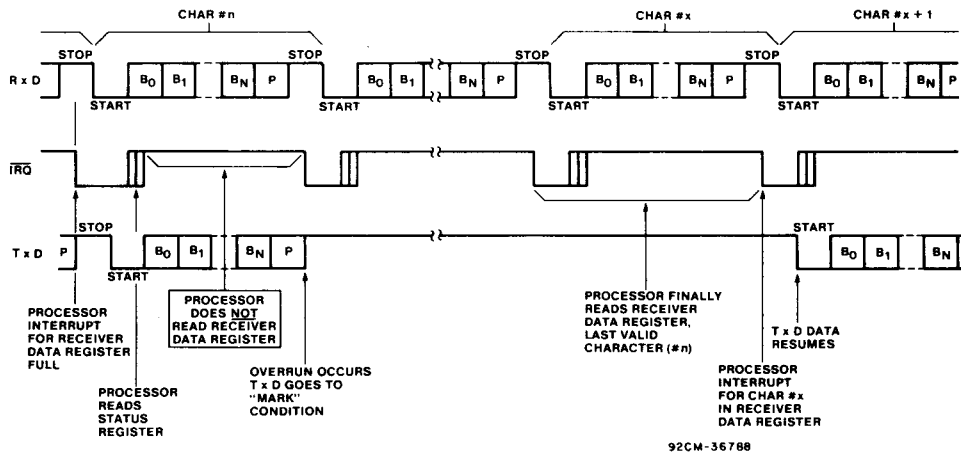 CHAR #n
CHAR #x
CHAR #x + 1
STOP
STOP
STOP
STOP
R x D
B0 B1 BN P B0 B1 BN P B0 B1 BN P B0 B1 BN P
START
START
START
START
IRQ
STOP
START
T x D
P B0 B1 BN P B0 B1 BN
START
PROCESSOR
INTERRUPT
FOR RECEIVER
DATA REGISTER
FULL
PROCESSOR
READS
STATUS
REGISTER
PROCESSOR
DOES NOT
READ RECEIVER
DATA REGISTER
OVERRUN OCCURS
T x D GOES TO
"MARK"
CONDITION
PROCESSOR FINALLY
READS RECEIVER
DATA REGISTER,
LAST VALID
CHARACTER (#n)
PROCESSOR
INTERRUPT
FOR CHAR #x
IN RECEIVER
DATA REGISTER
T x D DATA
RESUMES
92CM-36788